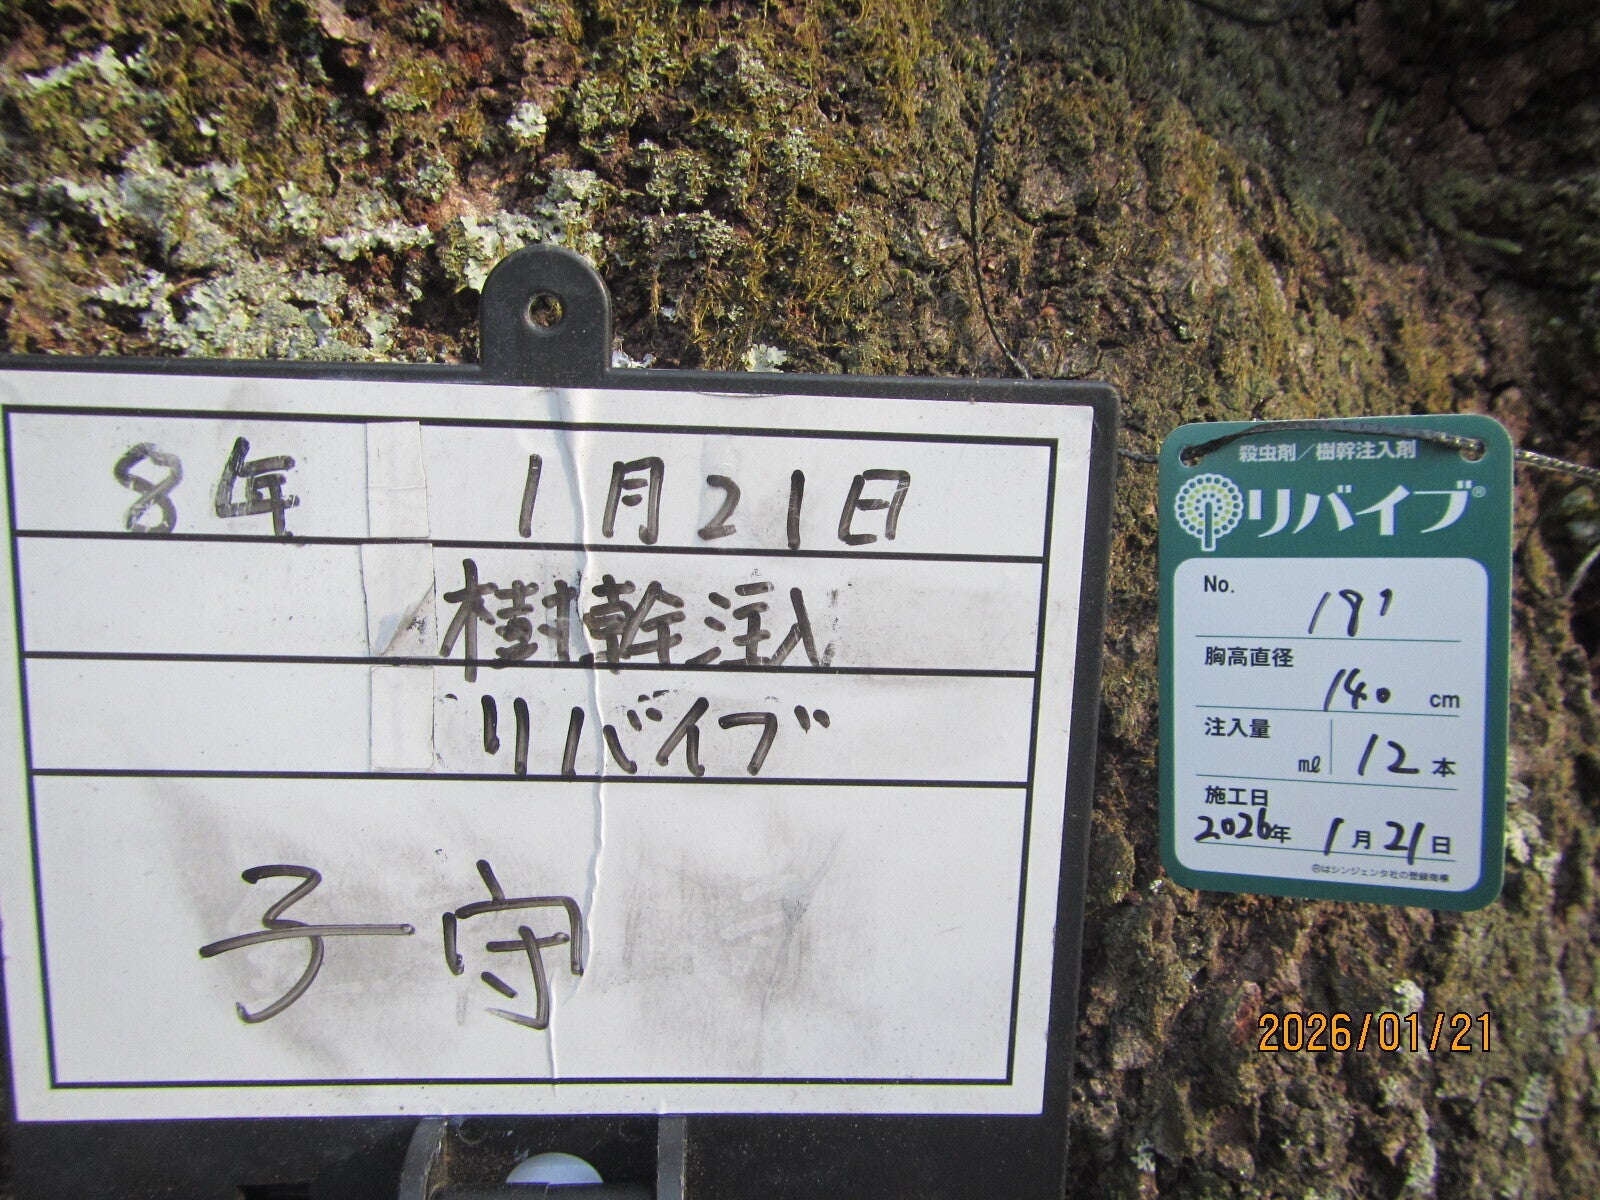 8年 1月21日
樹幹注入
リバイブ
子守
殺虫剤／樹幹注入剤
リバイブ®
No. 19'
胸高直径
140 cm
注入量
ml 12本
施工日
2026年 1月21日
®はシンジェンタ社の登録商標
2026/01/21